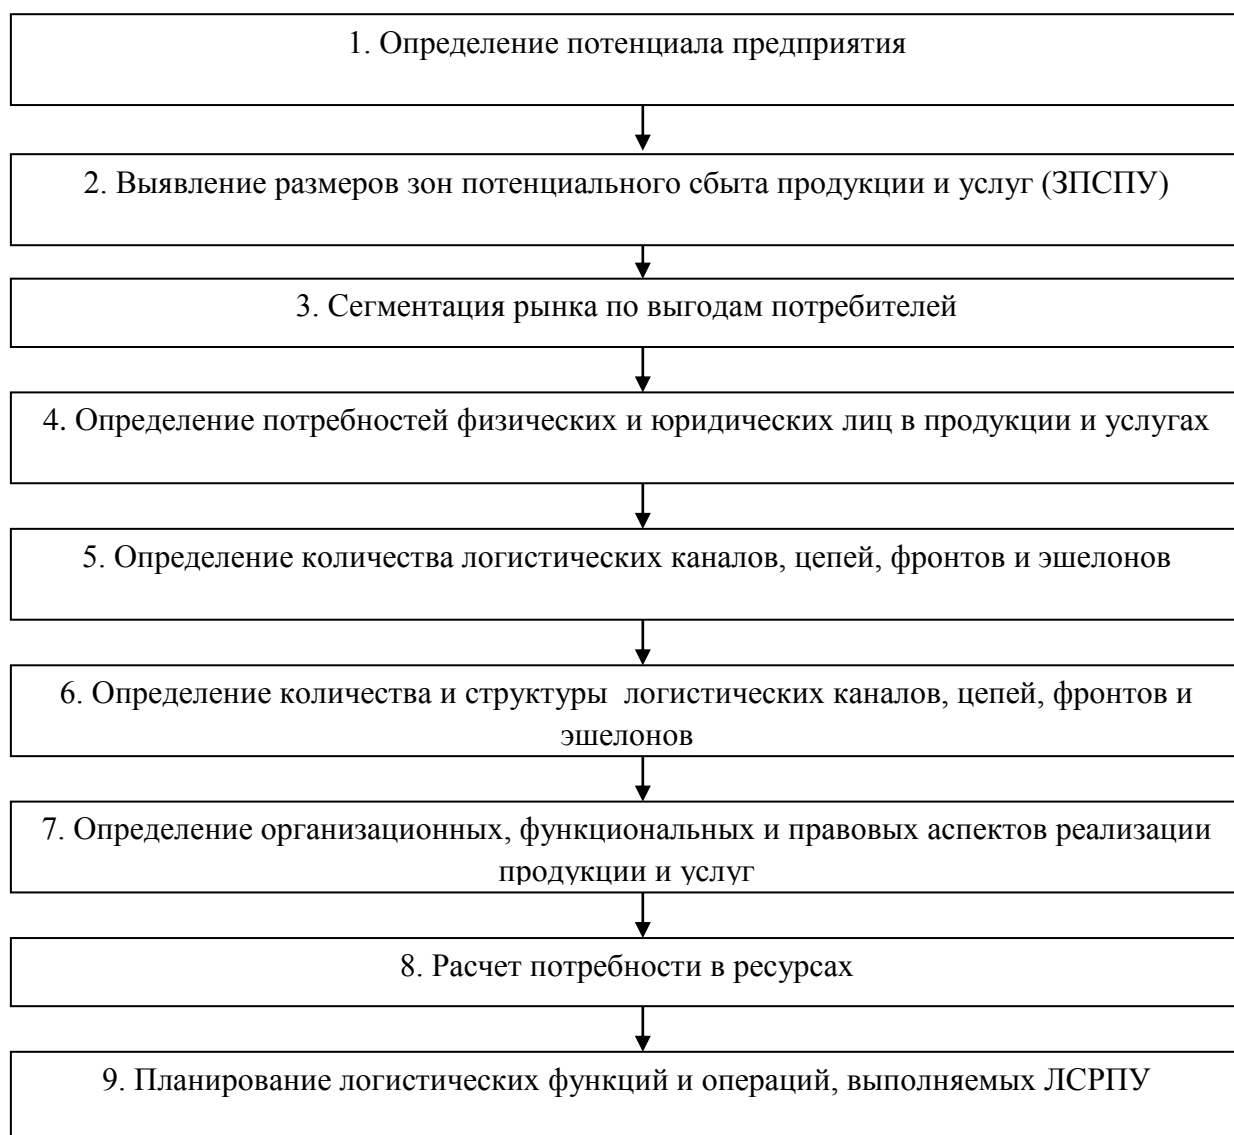 1. Определение потенциала предприятия
2. Выявление размеров зон потенциального сбыта продукции и услуг (ЗПСПУ)
3. Сегментация рынка по выгодам потребителей
4. Определение потребностей физических и юридических лиц в продукции и услугах
5. Определение количества логистических каналов, цепей, фронтов и эшелонов
6. Определение количества и структуры  логистических каналов, цепей, фронтов и
эшелонов
7. Определение организационных, функциональных и правовых аспектов реализации
продукции и услуг
8. Расчет потребности в ресурсах
9. Планирование логистических функций и операций, выполняемых ЛСРПУ